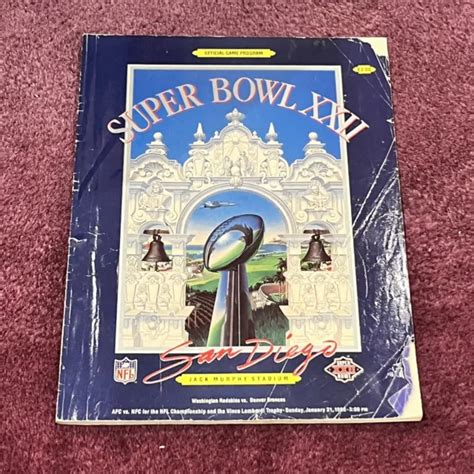 OFFICIAL GAME PROGRAM
SUPER BOWL XXII
San Diego
JACK MURPHY STADIUM
NFL
Washington Redskins vs. Denver Broncos
AFC vs. NFC for the NFL Championship and the Vince Lombardi Trophy - Sunday, January 31, 1988 - 3:00 PM